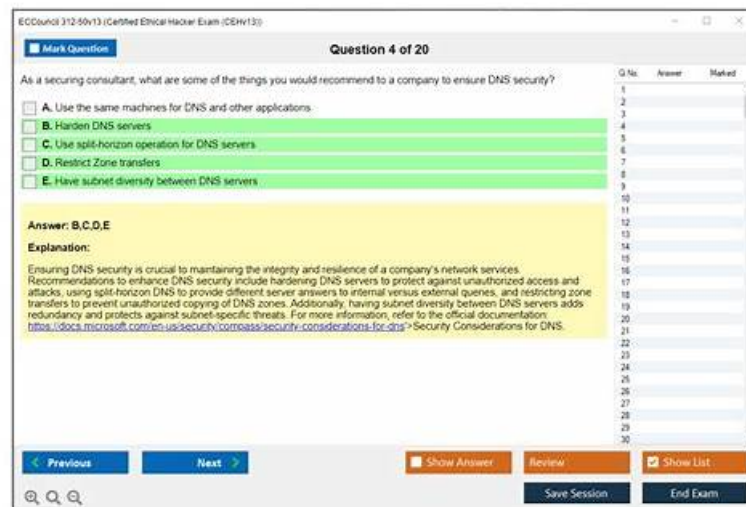 ECCouncil 312-50v13 (Certified Ethical Hacker Exam (CEHv13))
Mark Question
Question 4 of 20
As a securing consultant, what are some of the things you would recommend to a company to ensure DNS security?
A. Use the same machines for DNS and other applications
B. Harden DNS servers
C. Use split-horizon operation for DNS servers
D. Restrict Zone transfers
E. Have subnet diversity between DNS servers
Answer: B,C,D,E
Explanation:
Ensuring DNS security is crucial to maintaining the integrity and resilience of a company's network services.
Recommendations to enhance DNS security include hardening DNS servers to protect against unauthorized access and
attacks, using split-horizon DNS to provide different server answers to internal versus external queries, and restricting zone
transfers to prevent unauthorized copying of DNS zones. Additionally, having subnet diversity between DNS servers adds
redundancy and protects against subnet-specific threats. For more information, refer to the official documentation:
https://docs.microsoft.com/en-us/security/compass/security-considerations-for-dns'>Security Considerations for DNS.
Q.No. Answer Marked
1
2
3
4
5
6
7
8
9
10
11
12
13
14
15
16
17
18
19
20
21
22
23
24
25
26
27
28
29
30
Previous
Next
Show Answer
Review
Show List
Save Session
End Exam